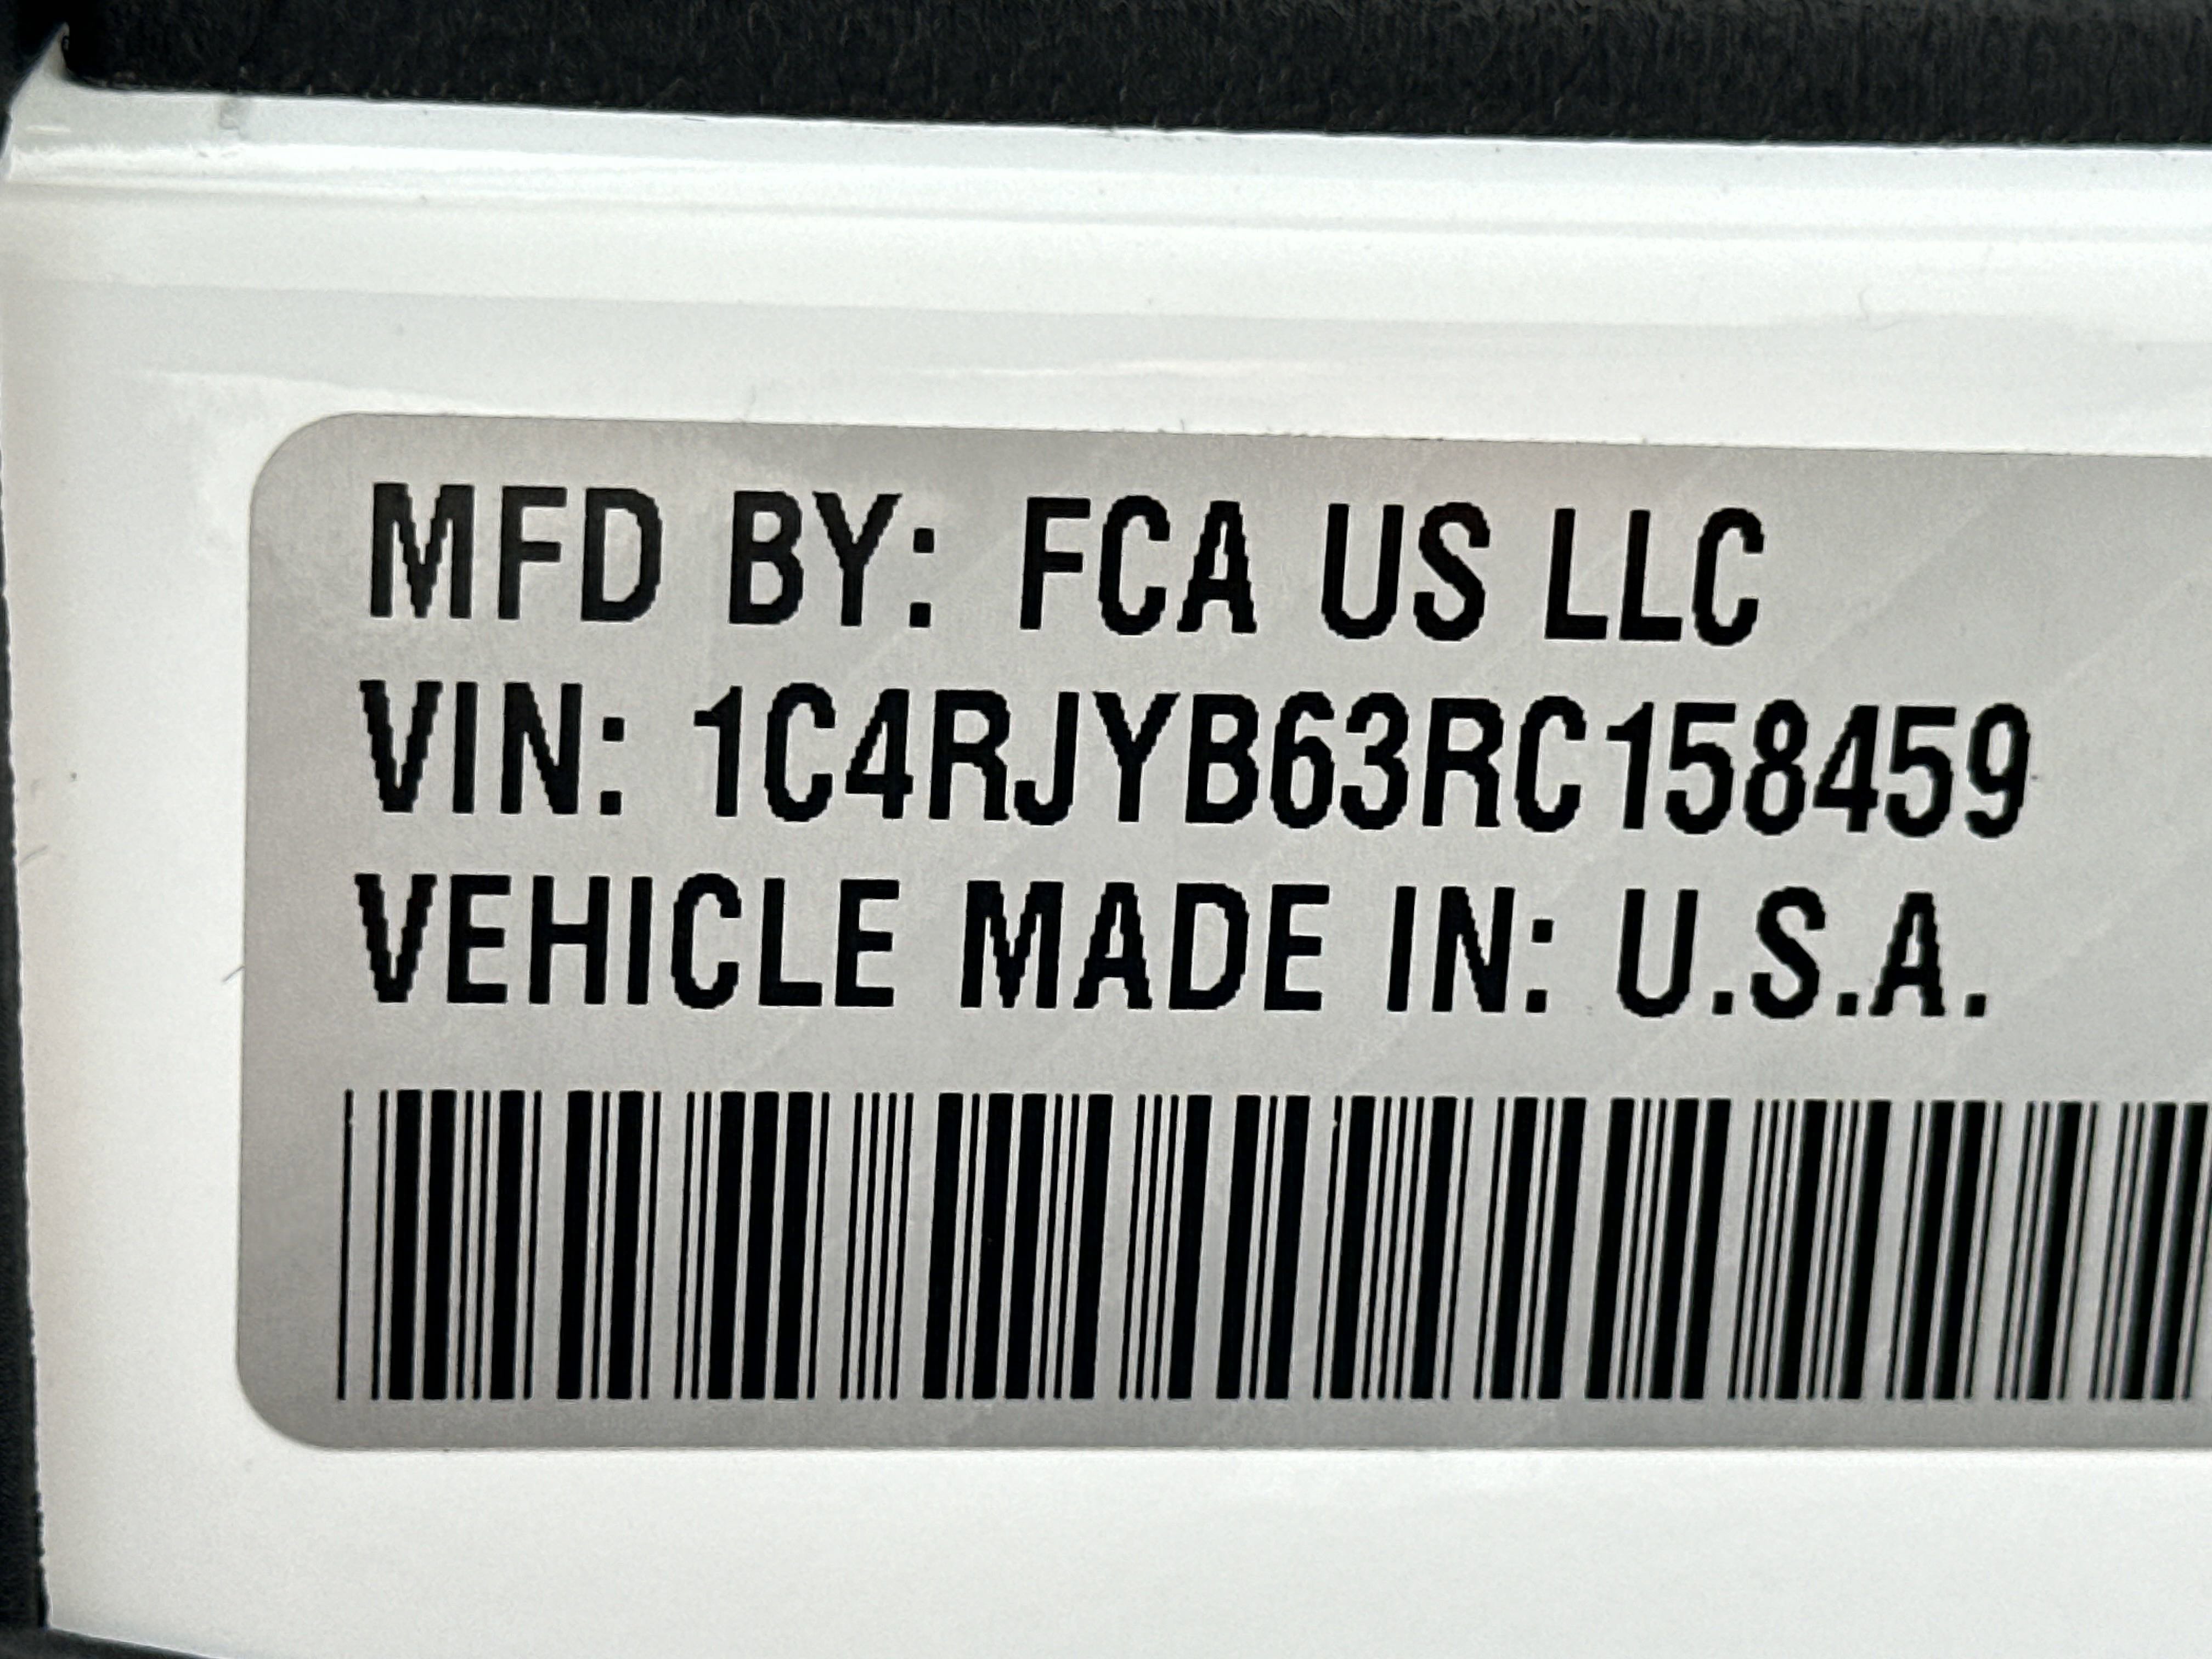 MFD BY: FCA US LLC
VIN: 1C4RJYB63RC158459
VEHICLE MADE IN: U.S.A.